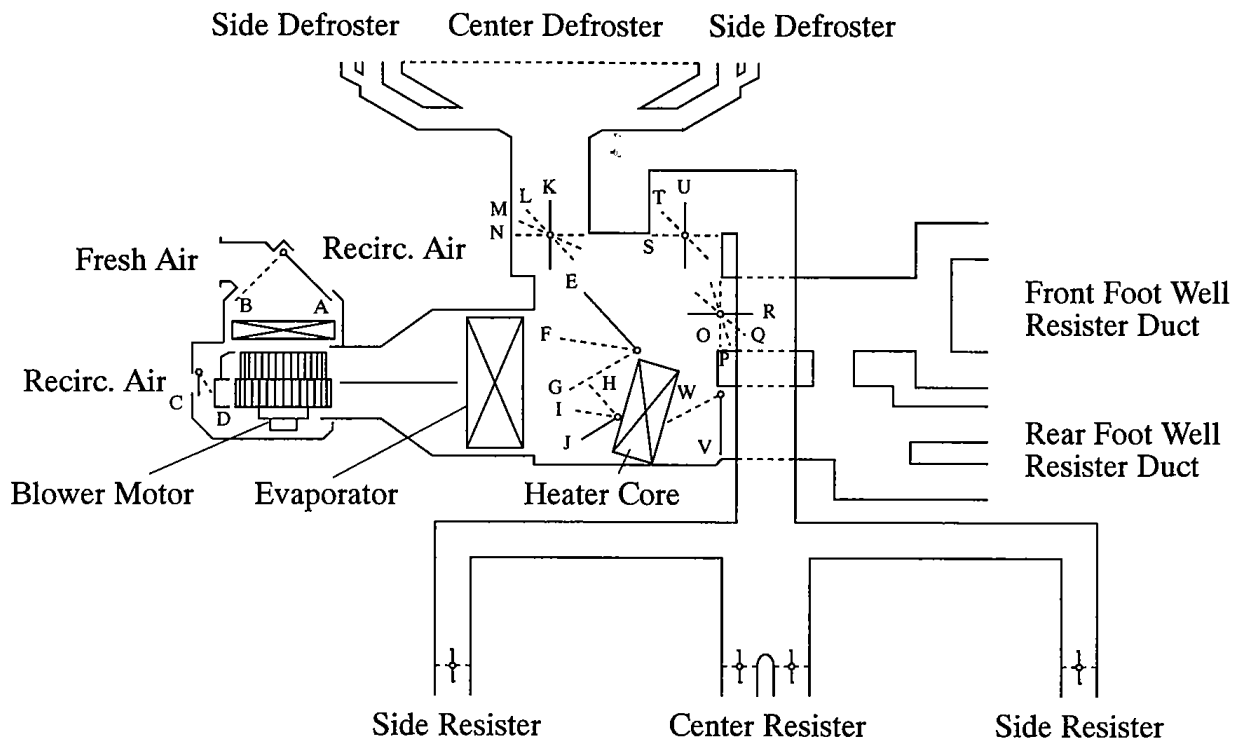 Side Defroster Center Defroster Side Defroster
K U
L T
M
N S
Recirc. Air
Fresh Air
B A
E
R
O Q
P
F
Front Foot Well
Resister Duct
Recirc. Air
C D
G H W
I
J V
Rear Foot Well
Resister Duct
Blower Motor Evaporator Heater Core
Side Resister Center Resister Side Resister